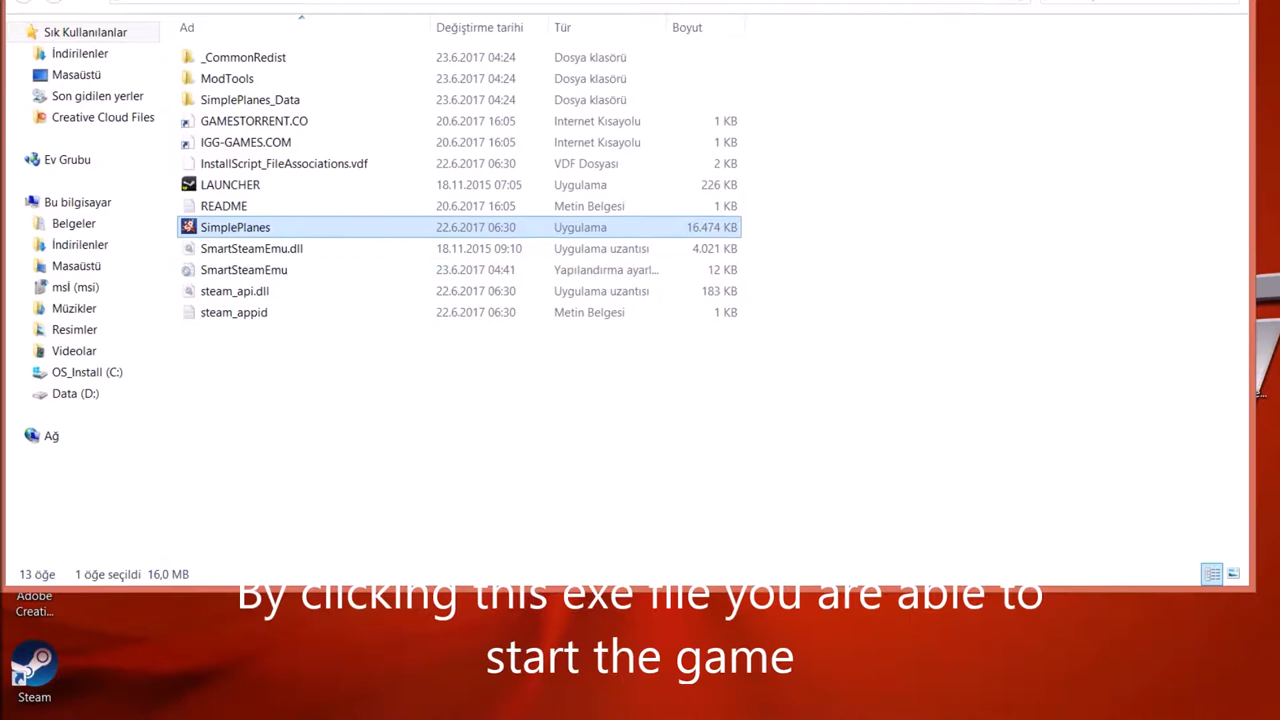 Ad Değiştirme tarihi Tür Boyut
Sık Kullanılanlar
İndirilenler
Masaüstü
Son gidilen yerler
Creative Cloud Files
Ev Grubu
Bu bilgisayar
Belgeler
İndirilenler
Masaüstü
msİ (msi)
Müzikler
Resimler
Videolar
OS_Install (C:)
Data (D:)
Ağ
_CommonRedist 23.6.2017 04:24 Dosya klasörü
ModTools 23.6.2017 04:24 Dosya klasörü
SimplePlanes_Data 23.6.2017 04:24 Dosya klasörü
GAMESTORRENT.CO 20.6.2017 16:05 Internet Kısayolu 1 KB
IGG-GAMES.COM 20.6.2017 16:05 Internet Kısayolu 1 KB
InstallScript_FileAssociations.vdf 22.6.2017 06:30 VDF Dosyası 2 KB
LAUNCHER 18.11.2015 07:05 Uygulama 226 KB
README 20.6.2017 16:05 Metin Belgesi 1 KB
SimplePlanes 22.6.2017 06:30 Uygulama 16.474 KB
SmartSteamEmu.dll 18.11.2015 09:10 Uygulama uzantısı 4.021 KB
SmartSteamEmu 23.6.2017 04:41 Yapılandırma ayarl... 12 KB
steam_api.dll 22.6.2017 06:30 Uygulama uzantısı 183 KB
steam_appid 22.6.2017 06:30 Metin Belgesi 1 KB
13 öğe 1 öğe seçildi 16,0 MB
Adobe
Creati...
By clicking this exe file you are able to
start the game
Steam